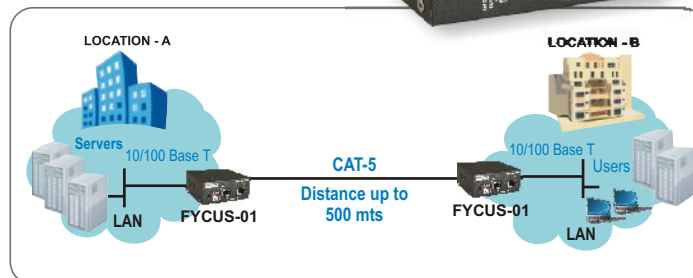 LOCATION - A
LOCATION - B
Servers
10/100 Base T
LAN
FYCUS-01
CAT-5
Distance up to
500 mts
10/100 Base T
Users
FYCUS-01
LAN